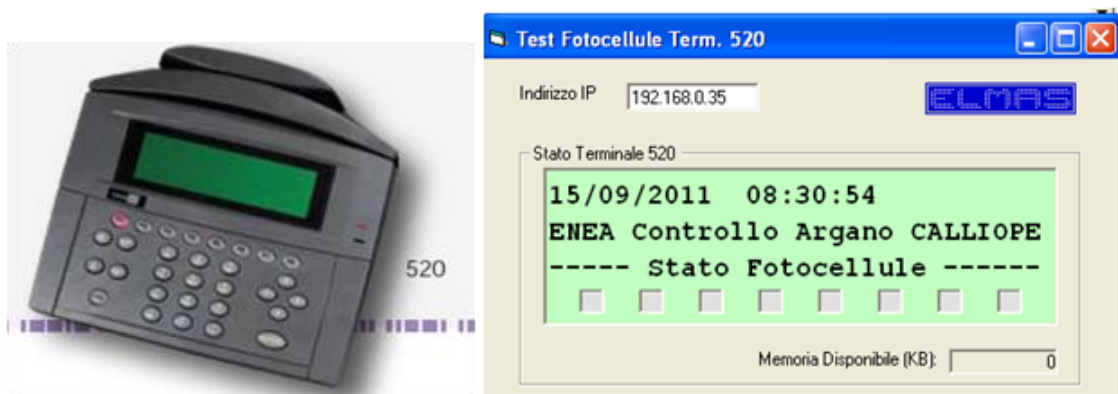 520
Test Fotocellule Term. 520
Indirizzo IP 192.168.0.35
ELMAS
Stato Terminale 520
15/09/2011 08:30:54
ENEA Controllo Argano CALLIOPE
----- Stato Fotocellule ------
Memoria Disponibile (KB): 0